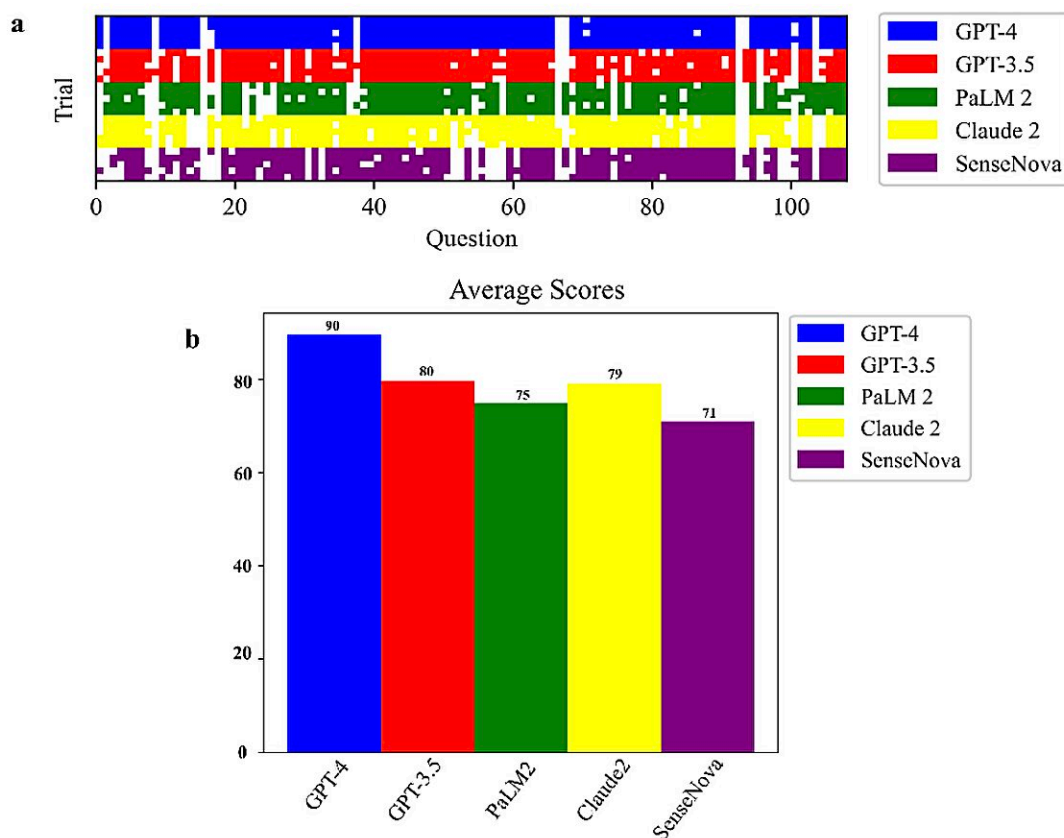 a
Trial
0 20 40 60 80 100
Question
GPT-4
GPT-3.5
PaLM 2
Claude 2
SenseNova
Average Scores
b
80
60
40
20
0
90
80
75
79
71
GPT-4
GPT-3.5
PaLM2
Claude2
SenseNova
GPT-4
GPT-3.5
PaLM 2
Claude 2
SenseNova